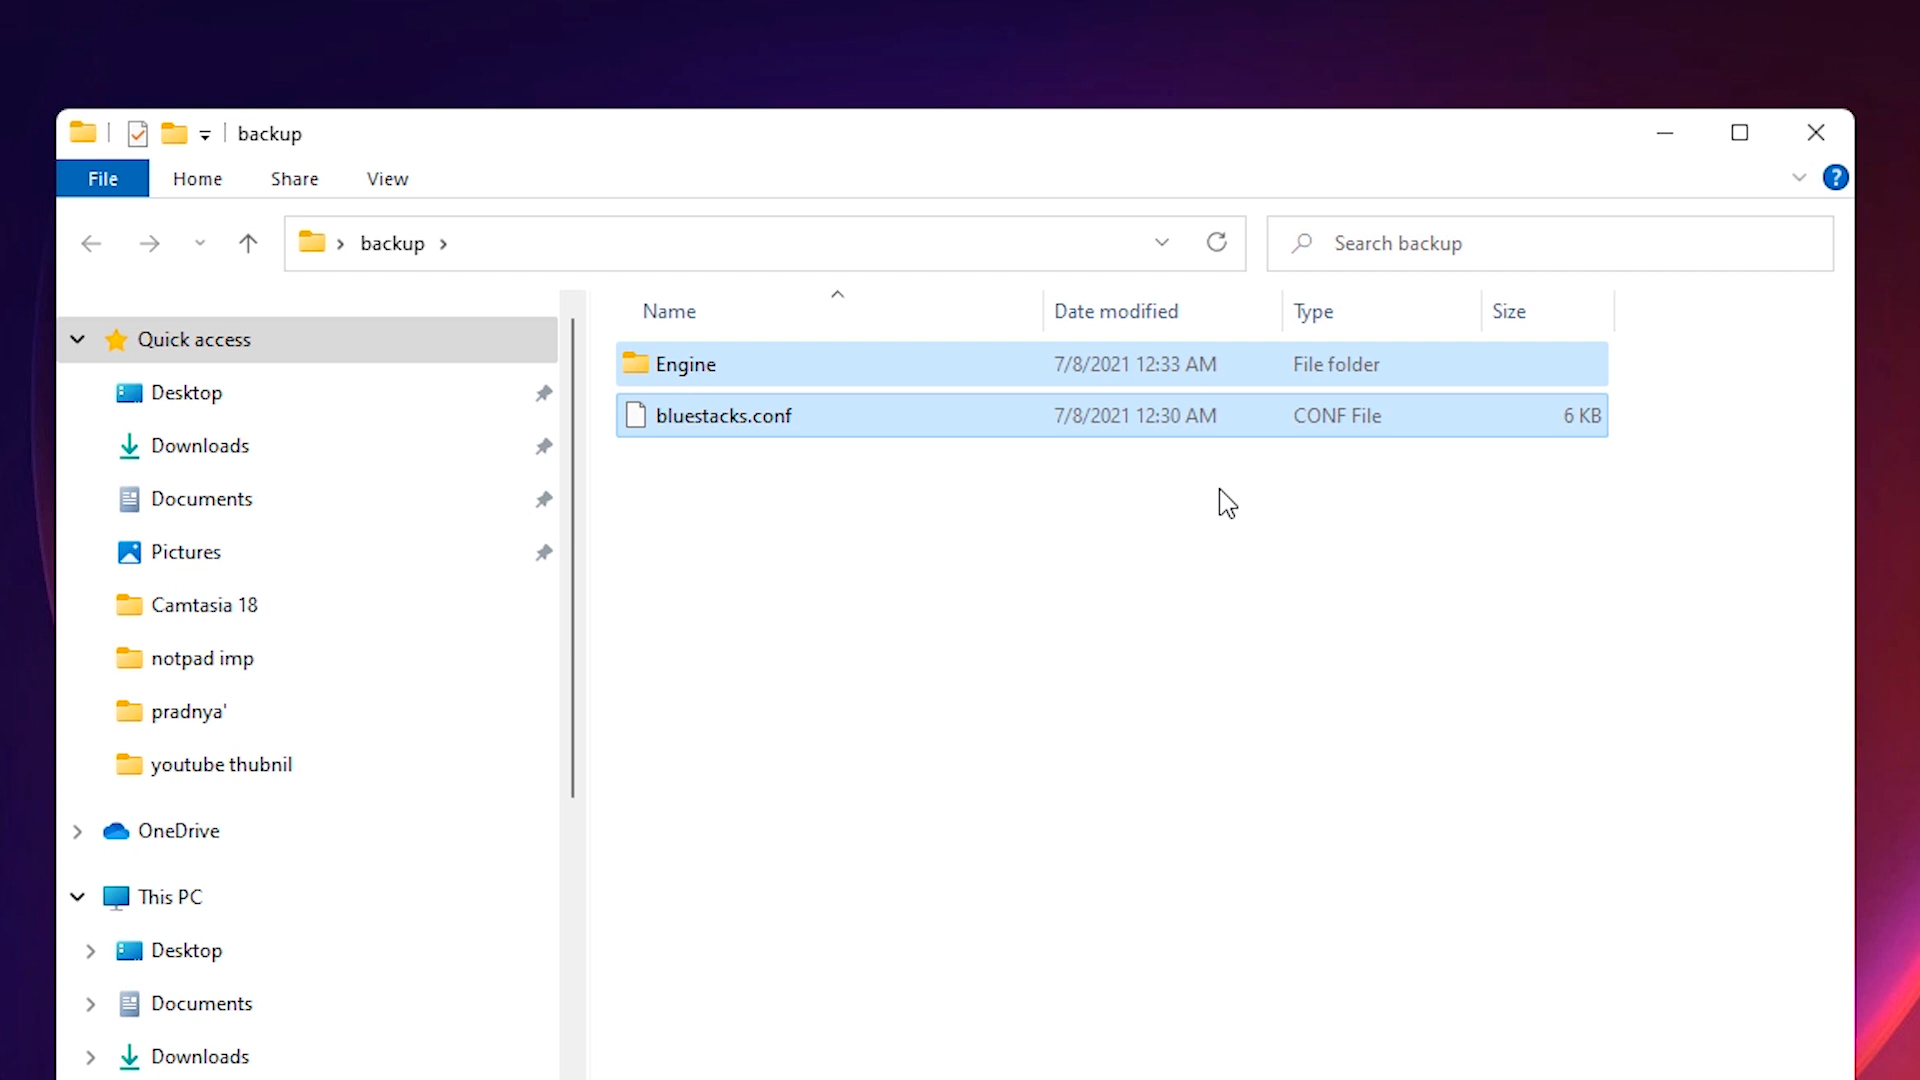 backup
File Home Share View
?
backup
Search backup
Name Date modified Type Size
Quick access
Engine 7/8/2021 12:33 AM File folder
bluestacks.conf 7/8/2021 12:30 AM CONF File 6 KB
Desktop
Downloads
Documents
Pictures
Camtasia 18
notpad imp
pradnya'
youtube thubnil
OneDrive
This PC
Desktop
Documents
Downloads